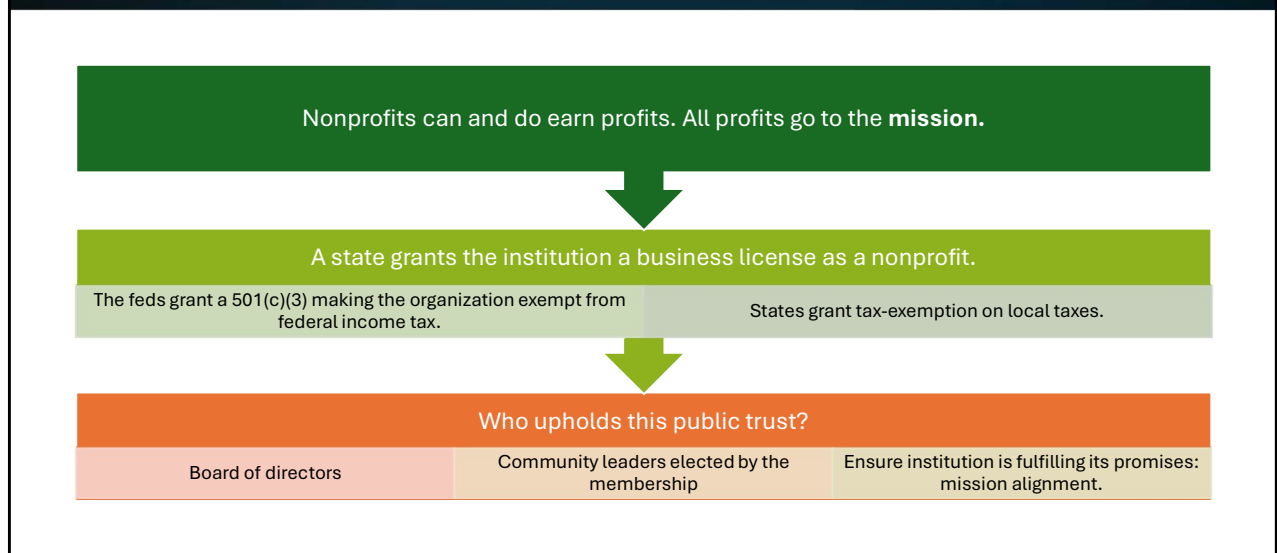 Nonprofits can and do earn profits. All profits go to the mission.
A state grants the institution a business license as a nonprofit.
The feds grant a 501(c)(3) making the organization exempt from
federal income tax.
States grant tax-exemption on local taxes.
Who upholds this public trust?
Board of directors
Community leaders elected by the
membership
Ensure institution is fulfilling its promises:
mission alignment.